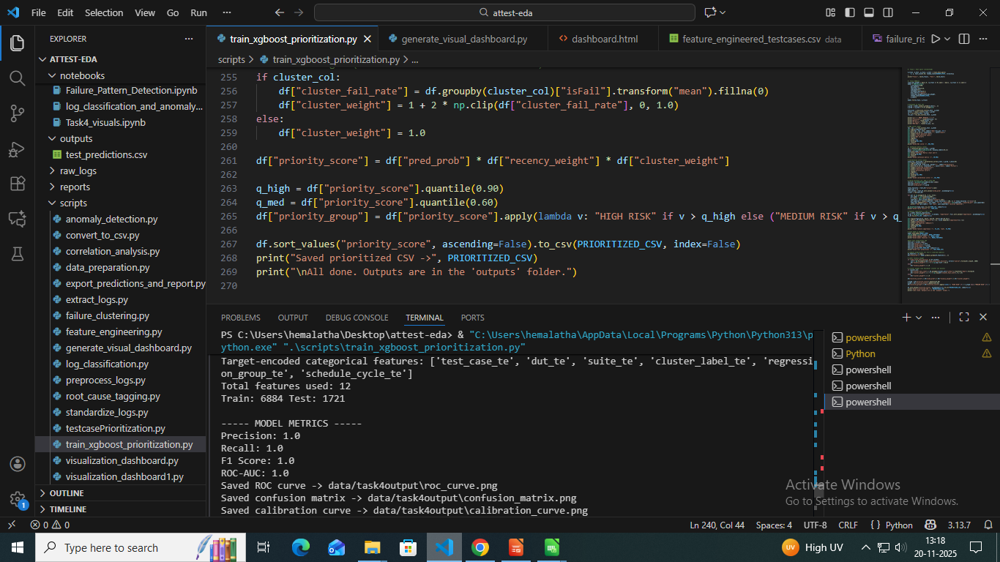 File Edit Selection View Go Run ···
attest-eda
EXPLORER
ATTEST-EDA
notebooks
Failure_Pattern_Detection.ipynb
log_classification_and_anomaly...
Task4_visuals.ipynb
outputs
test_predictions.csv
raw_logs
reports
scripts
anomaly_detection.py
convert_to_csv.py
correlation_analysis.py
data_preparation.py
export_predictions_and_report.py
extract_logs.py
failure_clustering.py
feature_engineering.py
generate_visual_dashboard.py
log_classification.py
preprocess_logs.py
root_cause_tagging.py
standardize_logs.py
testcasePrioritization.py
train_xgboost_prioritization.py
visualization_dashboard.py
visualization_dashboard1.py
OUTLINE
TIMELINE
train_xgboost_prioritization.py
generate_visual_dashboard.py
dashboard.html
feature_engineered_testcases.csv data
failure_ris
scripts > train_xgboost_prioritization.py > ...
255 if cluster_col:
256 df["cluster_fail_rate"] = df.groupby(cluster_col)["isFail"].transform("mean").fillna(0)
257 df["cluster_weight"] = 1 + 2 * np.clip(df["cluster_fail_rate"], 0, 1.0)
258 else:
259 df["cluster_weight"] = 1.0
260
261 df["priority_score"] = df["pred_prob"] * df["recency_weight"] * df["cluster_weight"]
262
263 q_high = df["priority_score"].quantile(0.90)
264 q_med = df["priority_score"].quantile(0.60)
265 df["priority_group"] = df["priority_score"].apply(lambda v: "HIGH RISK" if v > q_high else ("MEDIUM RISK" if v > q_
266
267 df.sort_values("priority_score", ascending=False).to_csv(PRIORITIZED_CSV, index=False)
268 print("Saved prioritized CSV ->", PRIORITIZED_CSV)
269 print("\nAll done. Outputs are in the 'outputs' folder.")
270
PROBLEMS OUTPUT DEBUG CONSOLE TERMINAL PORTS
PS C:\Users\hemalatha\Desktop\attest-eda> & "C:\Users\hemalatha\AppData\Local\Programs\Python\Python313\p
ython.exe" ".\scripts\train_xgboost_prioritization.py"
Target-encoded categorical features: ['test_case_te', 'dut_te', 'suite_te', 'cluster_label_te', 'regressi
on_group_te', 'schedule_cycle_te']
Total features used: 12
Train: 6884 Test: 1721
----- MODEL METRICS -----
Precision: 1.0
Recall: 1.0
F1 Score: 1.0
ROC-AUC: 1.0
Saved ROC curve -> data/task4output\roc_curve.png
Saved confusion matrix -> data/task4output\confusion_matrix.png
Saved calibration curve -> data/task4output\calibration_curve.png
powershell
Python
powershell
powershell
powershell
Activate Windows
Go to Settings to activate Windows.
1
0 0
Ln 240, Col 44 Spaces: 4 UTF-8 CRLF { } Python 3.13.7
Type here to search
UV High UV
13:18
20-11-2025